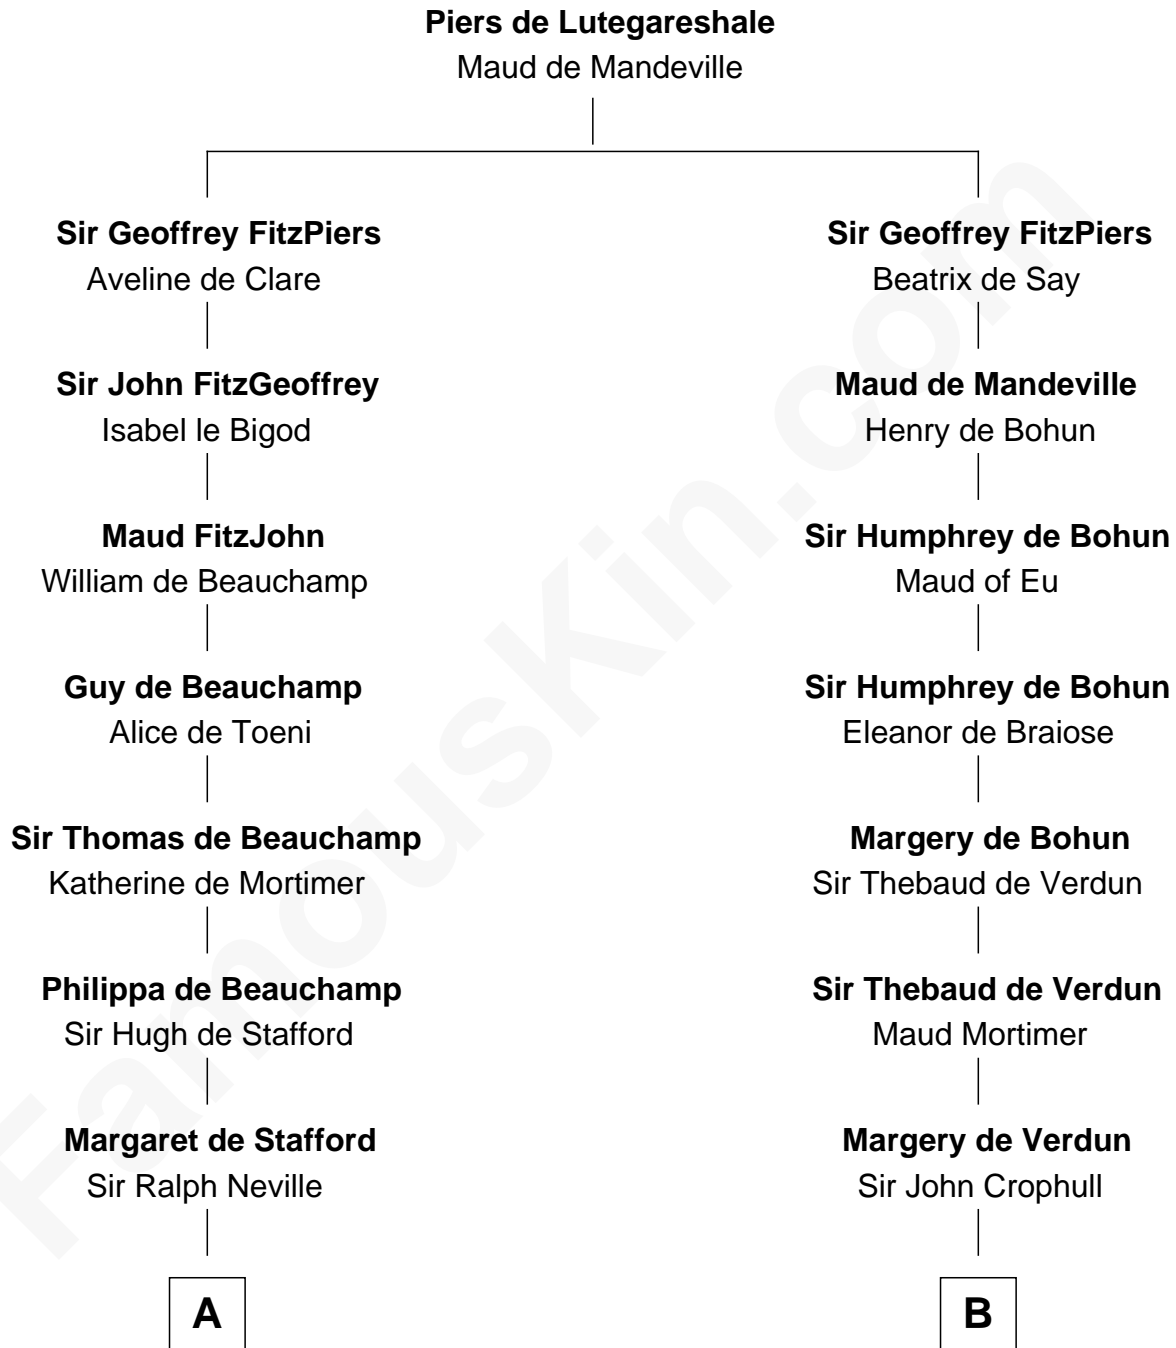 Piers de Lutegareshale
Maud de Mandeville
Sir Geoffrey FitzPiers
Aveline de Clare
Sir John FitzGeoffrey
Isabel le Bigod
Maud FitzJohn
William de Beauchamp
Guy de Beauchamp
Alice de Toeni
Sir Thomas de Beauchamp
Katherine de Mortimer
Philippa de Beauchamp
Sir Hugh de Stafford
Margaret de Stafford
Sir Ralph Neville
A
Sir Geoffrey FitzPiers
Beatrix de Say
Maud de Mandeville
Henry de Bohun
Sir Humphrey de Bohun
Maud of Eu
Sir Humphrey de Bohun
Eleanor de Braiose
Margery de Bohun
Sir Thebaud de Verdun
Sir Thebaud de Verdun
Maud Mortimer
Margery de Verdun
Sir John Crophull
B
FamousKin.com